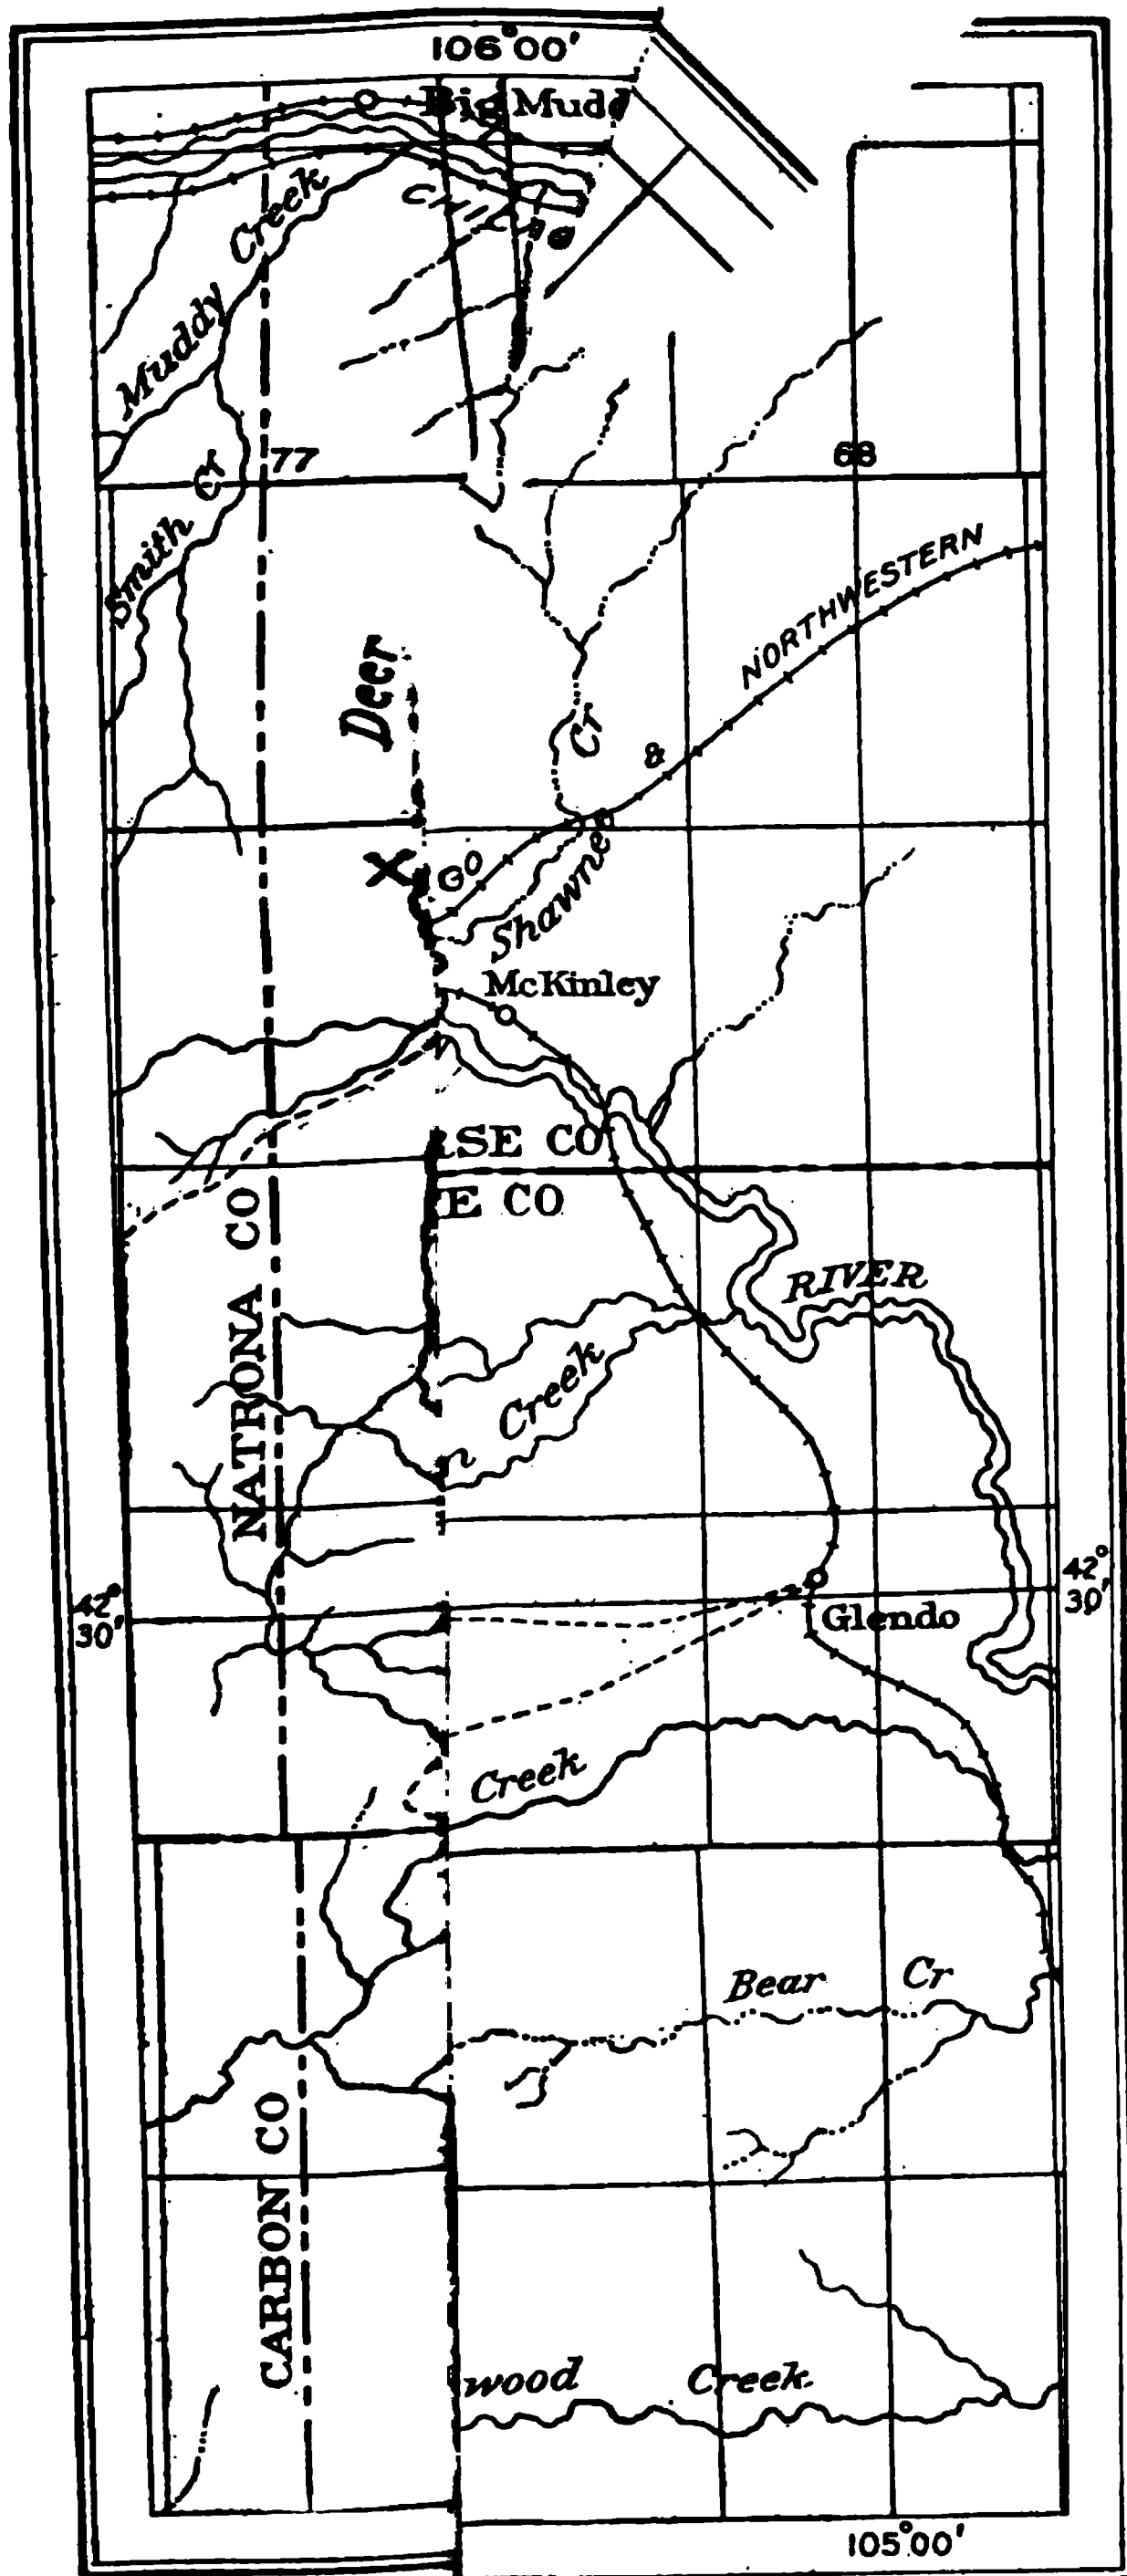 106°00'
Big Mudd
Muddy Creek
77
68
Smith Cr
NORTHWESTERN
&
GO
Deer
Cr
Shawnee
McKinley
SE CO
E CO
NATRONA CO
RIVER
Creek
42°
30'
42°
30'
Glendo
Creek
Bear Cr
CARBON CO
wood Creek
105°00'